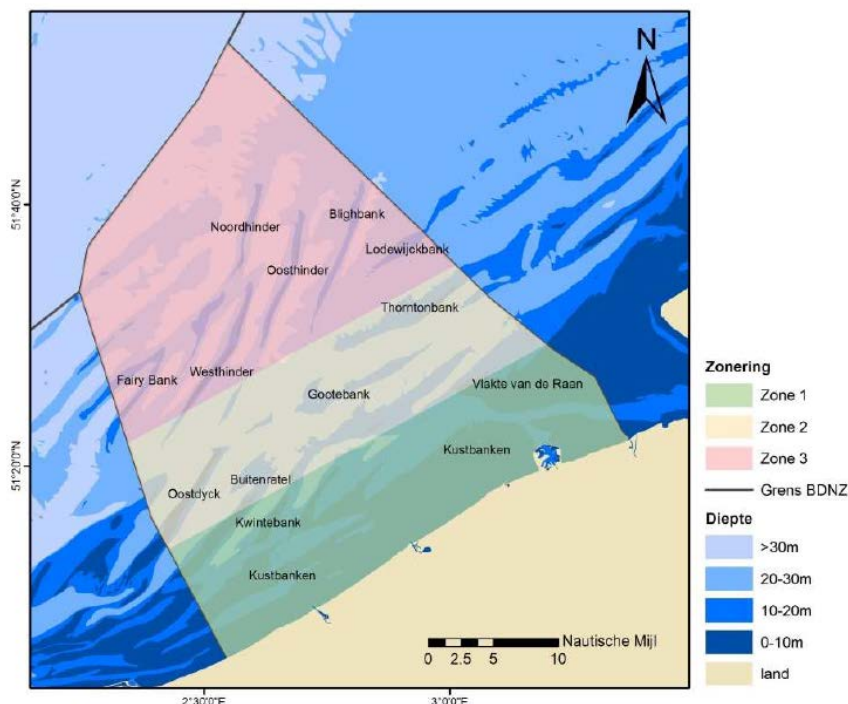 N
51°40'0"N
51°20'0"N
Noordhinder
Blighbank
Lodewijckbank
Oosthinder
Thorntonbank
Fairy Bank
Westhinder
Gootebank
Vlakte van de Raan
Kustbanken
Oostdyck
Buitenratel
Kwintebank
Kustbanken
Nautische Mijl
0 2.5 5 10
2°30'0"E
3°0'0"E
Zonering
Zone 1
Zone 2
Zone 3
Grens BDNZ
Diepte
>30m
20-30m
10-20m
0-10m
land